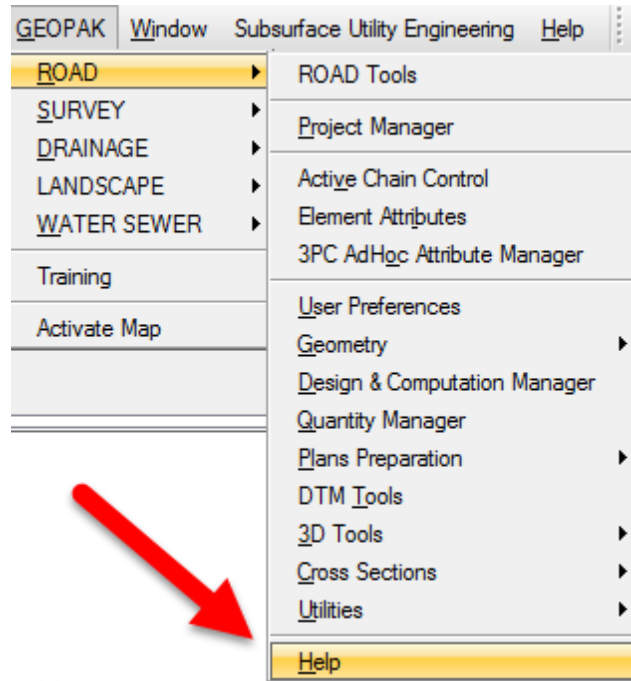 GEOPAK Window Subsurface Utility Engineering Help
ROAD
SURVEY
DRAINAGE
LANDSCAPE
WATER SEWER
Training
Activate Map
ROAD Tools
Project Manager
Active Chain Control
Element Attributes
3PC AdHoc Attribute Manager
User Preferences
Geometry
Design & Computation Manager
Quantity Manager
Plans Preparation
DTM Tools
3D Tools
Cross Sections
Utilities
Help